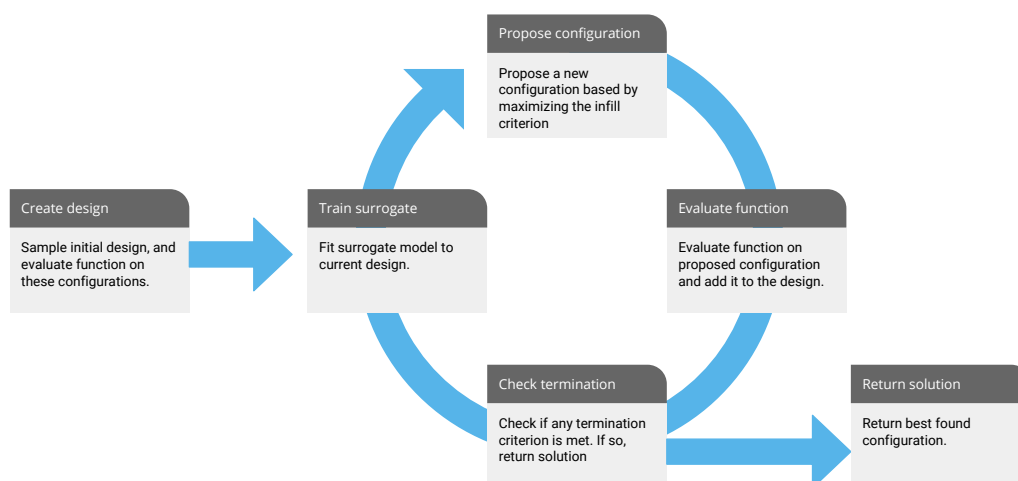 Propose configuration
Propose a new
configuration based by
maximizing the infill
criterion
Create design
Sample initial design, and
evaluate function on
these configurations.
Train surrogate
Fit surrogate model to
current design.
Evaluate function
Evaluate function on
proposed configuration
and add it to the design.
Check termination
Check if any termination
criterion is met. If so,
return solution
Return solution
Return best found
configuration.